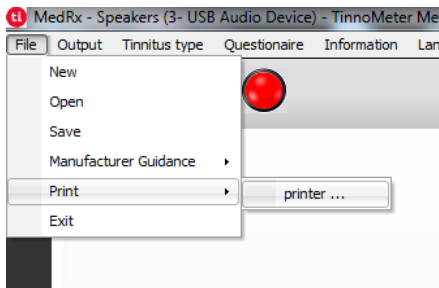 ti MedRx - Speakers (3- USB Audio Device) - TinnoMeter Me
File Output Tinnitus type Questionaire Information Lan
New
Open
Save
Manufacturer Guidance
Print
printer ...
Exit